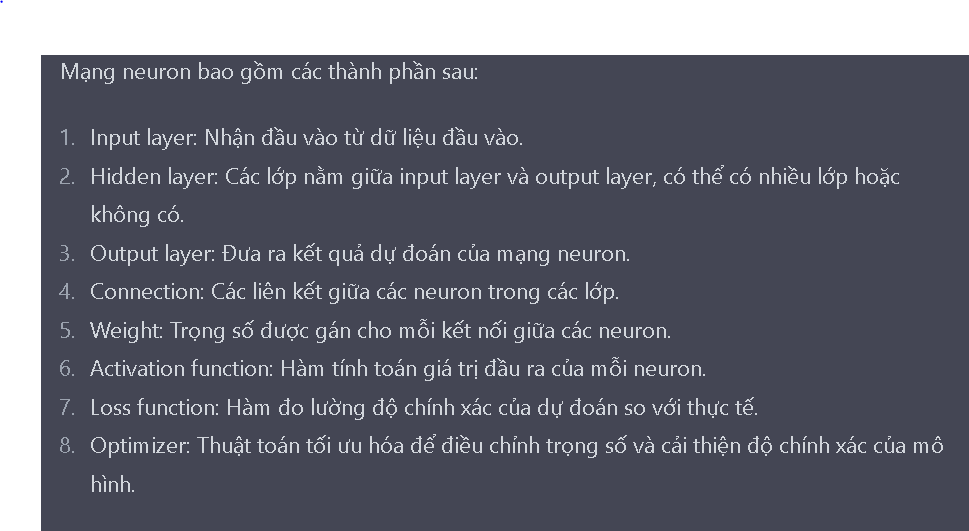 Mạng neuron bao gồm các thành phần sau:
1. Input layer: Nhận đầu vào từ dữ liệu đầu vào.
2. Hidden layer: Các lớp nằm giữa input layer và output layer, có thể có nhiều lớp hoặc
không có.
3. Output layer: Đưa ra kết quả dự đoán của mạng neuron.
4. Connection: Các liên kết giữa các neuron trong các lớp.
5. Weight: Trọng số được gán cho mỗi kết nối giữa các neuron.
6. Activation function: Hàm tính toán giá trị đầu ra của mỗi neuron.
7. Loss function: Hàm đo lường độ chính xác của dự đoán so với thực tế.
8. Optimizer: Thuật toán tối ưu hóa để điều chỉnh trọng số và cải thiện độ chính xác của mô
hình.